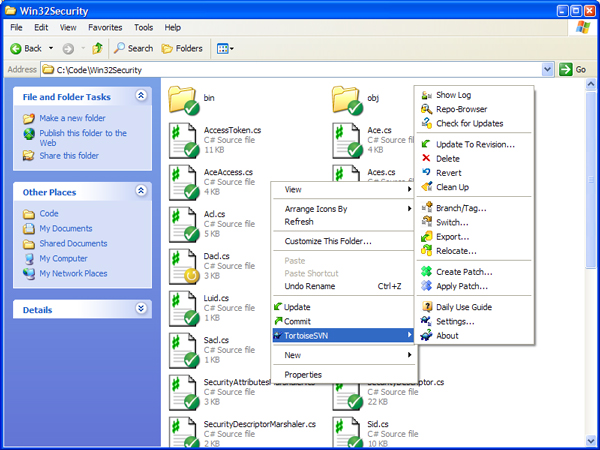 Win32Security
File Edit View Favorites Tools Help
Back Search Folders
Address C:\Code\Win32Security Go
File and Folder Tasks
Make a new folder
Publish this folder to the
Web
Share this folder
Other Places
Code
My Documents
Shared Documents
My Computer
My Network Places
Details
bin
obj
AccessToken.cs
C# Source file
11 KB
Ace.cs
C# Source file
4 KB
AceAccess.cs
C# Source file
4 KB
Aces.cs
C# Source file
Acl.cs
C# Source file
5 KB
Dacl.cs
C# Source file
3 KB
Luid.cs
C# Source file
1 KB
Sacl.cs
C# Source file
1 KB
SecurityAttributesMarshaler.cs
C# Source file
SecurityDescriptor.cs
C# Source file
22 KB
SecurityDescriptorMarshaler.cs
C# Source file
Sid.cs
C# Source file
10 KB
View
Arrange Icons By
Refresh
Customize This Folder...
Paste
Paste Shortcut
Undo Rename Ctrl+Z
Update
Commit
TortoiseSVN
New
Properties
Show Log
Repo-Browser
Check for Updates
Update To Revision...
Delete
Revert
Clean Up
Branch/Tag...
Switch...
Export...
Relocate...
Create Patch...
Apply Patch...
Daily Use Guide
Settings...
About